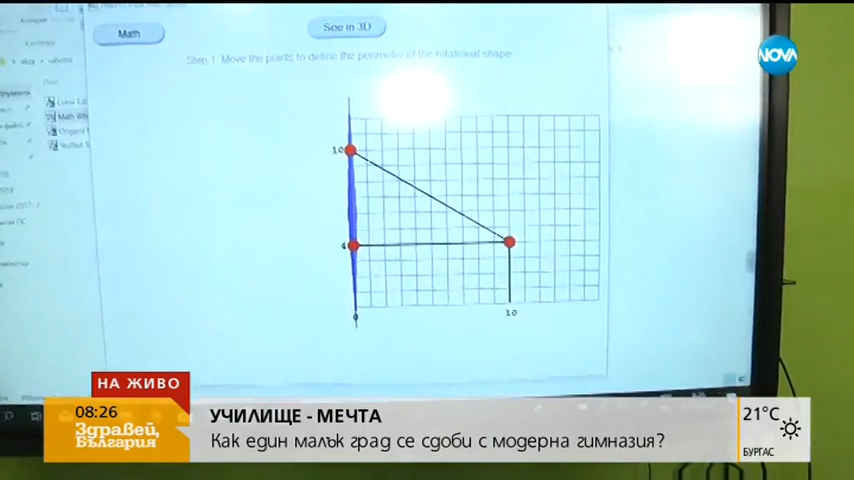 Math
See in 3D
Step 1: Move the points to define the perimeter of the rotational shape
NOVA
10
4
0
10
НА ЖИВО
08:26
Здравей,
България
УЧИЛИЩЕ - МЕЧТА
Как един малък град се сдоби с модерна гимназия?
21°C
БУРГАС